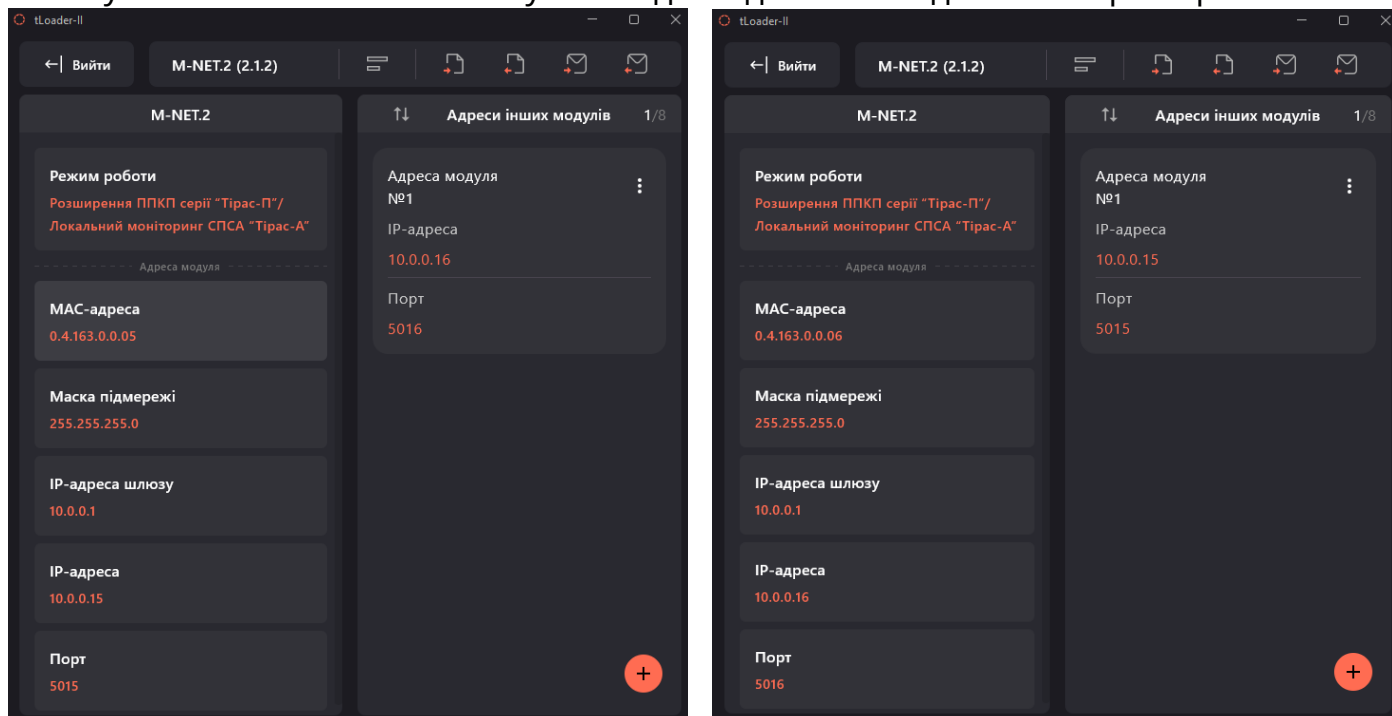 tLoader-II
Вийти
M-NET.2 (2.1.2)
M-NET.2
Режим роботи
Розширення ППКП серії "Тірас-П"/
Локальний моніторинг СПСА "Тірас-А"
Адреса модуля
MAC-адреса
0.4.163.0.0.05
Маска підмережі
255.255.255.0
IP-адреса шлюзу
10.0.0.1
IP-адреса
10.0.0.15
Порт
5015
Адреси інших модулів 1/8
Адреса модуля
№1
IP-адреса
10.0.0.16
Порт
5016
tLoader-II
Вийти
M-NET.2 (2.1.2)
M-NET.2
Режим роботи
Розширення ППКП серії "Тірас-П"/
Локальний моніторинг СПСА "Тірас-А"
Адреса модуля
MAC-адреса
0.4.163.0.0.06
Маска підмережі
255.255.255.0
IP-адреса шлюзу
10.0.0.1
IP-адреса
10.0.0.16
Порт
5016
Адреси інших модулів 1/8
Адреса модуля
№1
IP-адреса
10.0.0.15
Порт
5015